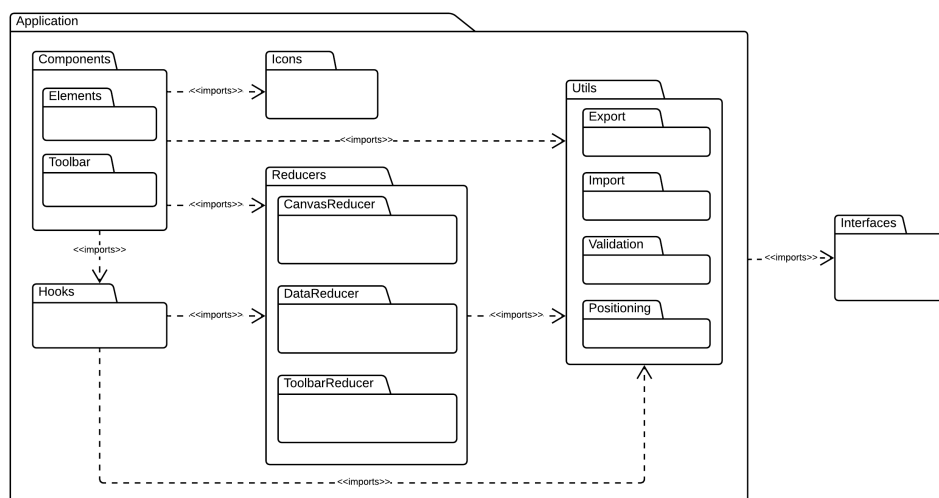 Application
Components
Icons
<<imports>>
Elements
Utils
Export
<<imports>>
Toolbar
Reducers
Import
<<imports>>
CanvasReducer
Interfaces
<<imports>>
Validation
<<imports>>
Hooks
DataReducer
<<imports>>
<<imports>>
Positioning
ToolbarReducer
<<imports>>